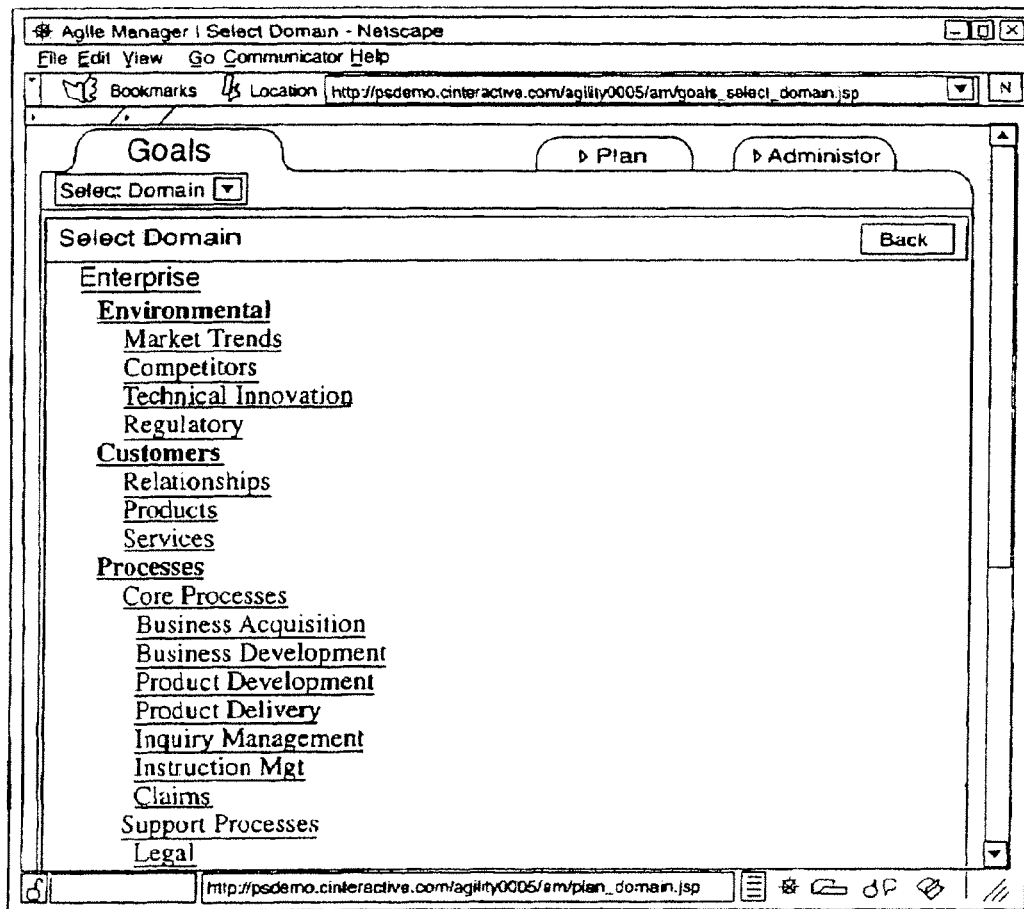 Agile Manager | Select Domain - Netscape
File Edit View Go Communicator Help
Bookmarks Location http://psdemo.cinteractive.com/agility0005/am/goals_select_domain.jsp N
Goals Plan Administor
Select Domain
Select Domain Back
Enterprise
Environmental
Market Trends
Competitors
Technical Innovation
Regulatory
Customers
Relationships
Products
Services
Processes
Core Processes
Business Acquisition
Business Development
Product Development
Product Delivery
Inquiry Management
Instruction Mgt
Claims
Support Processes
Legal
http://psdemo.cinteractive.com/agility0005/am/plan_domain.jsp